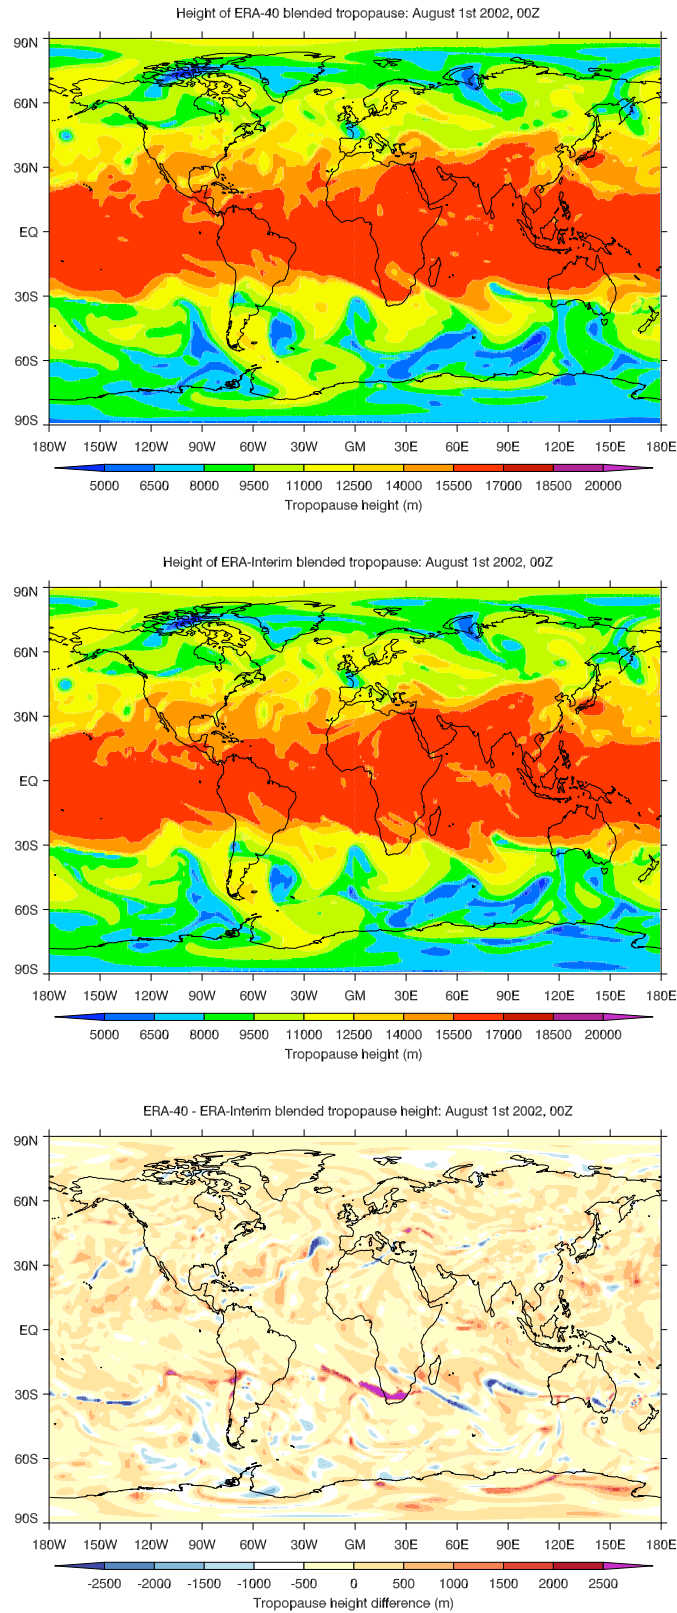 Height of ERA-40 blended tropopause: August 1st 2002, 00Z
90N
60N
30N
EQ
30S
60S
90S
180W 150W 120W 90W 60W 30W GM 30E 60E 90E 120E 150E 180E
5000 6500 8000 9500 11000 12500 14000 15500 17000 18500 20000
Tropopause height (m)
Height of ERA-Interim blended tropopause: August 1st 2002, 00Z
90N
60N
30N
EQ
30S
60S
90S
180W 150W 120W 90W 60W 30W GM 30E 60E 90E 120E 150E 180E
5000 6500 8000 9500 11000 12500 14000 15500 17000 18500 20000
Tropopause height (m)
ERA-40 - ERA-Interim blended tropopause height: August 1st 2002, 00Z
90N
60N
30N
EQ
30S
60S
90S
180W 150W 120W 90W 60W 30W GM 30E 60E 90E 120E 150E 180E
-2500 -2000 -1500 -1000 -500 0 500 1000 1500 2000 2500
Tropopause height difference (m)